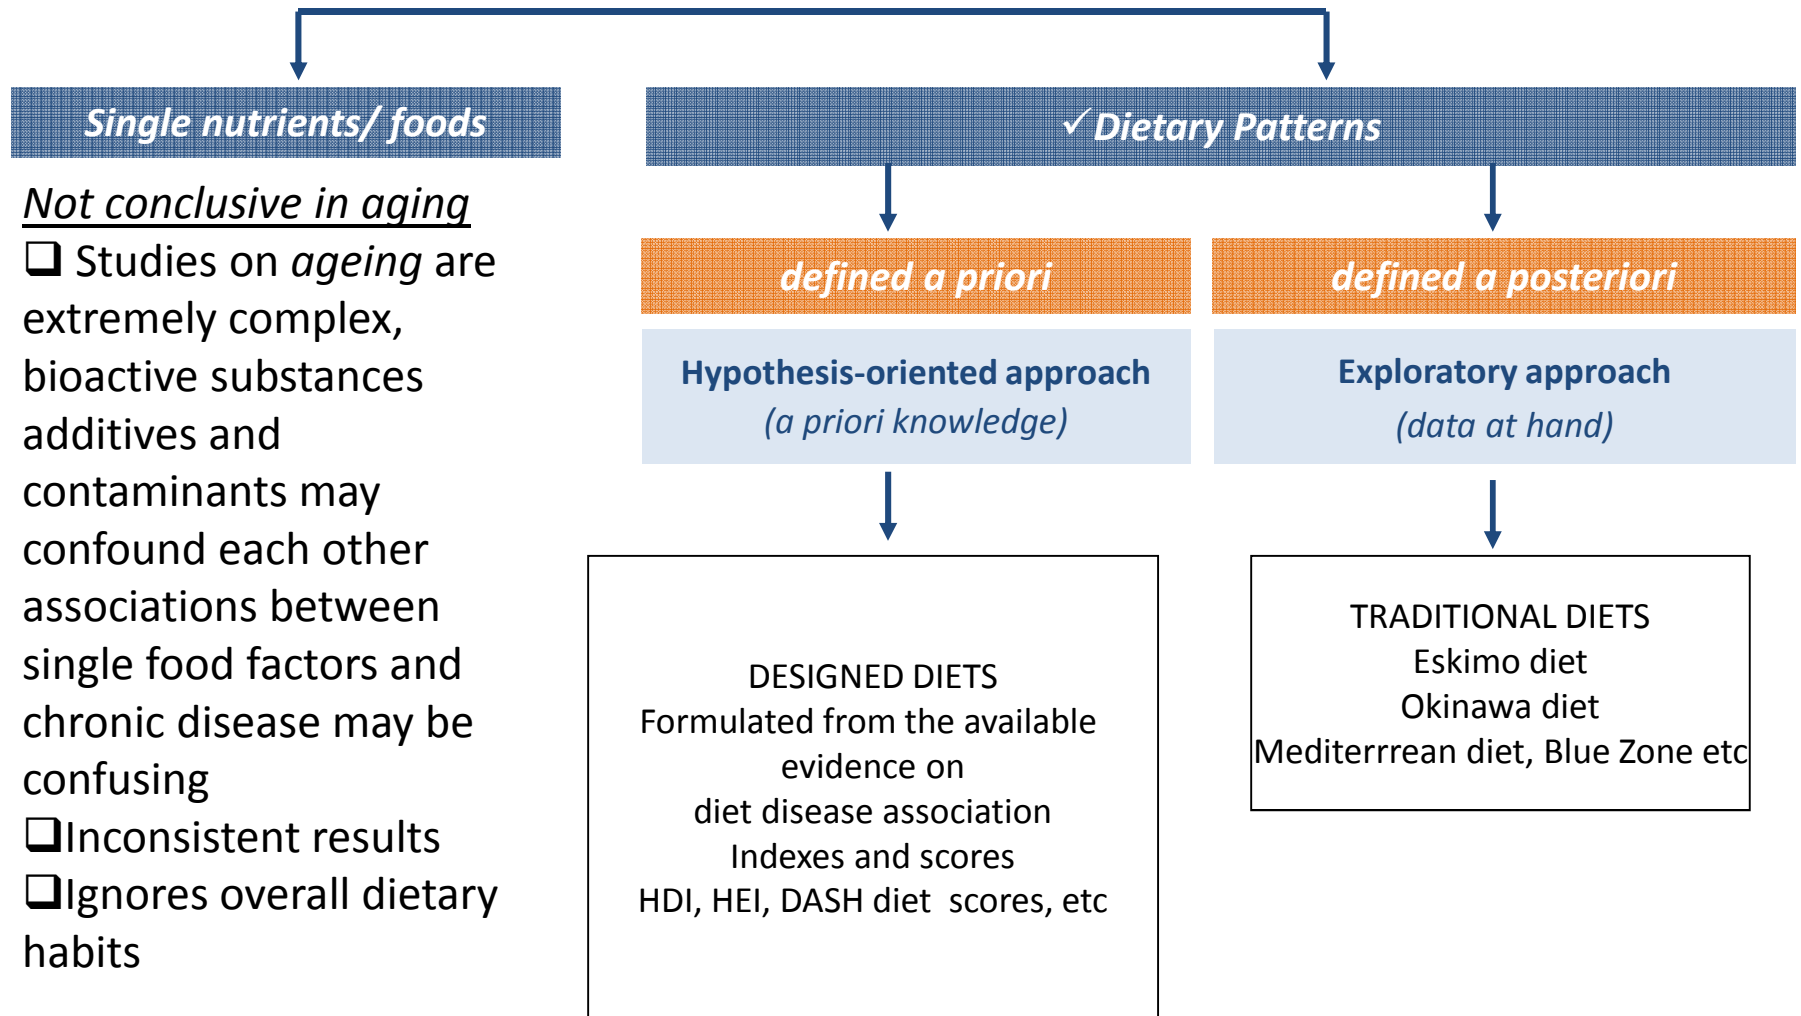 Single nutrients/ foods
Not conclusive in aging
❑ Studies on ageing are
extremely complex,
bioactive substances
additives and
contaminants may
confound each other
associations between
single food factors and
chronic disease may be
confusing
❑Inconsistent results
❑Ignores overall dietary
habits
✓Dietary Patterns
defined a priori
Hypothesis-oriented approach
(a priori knowledge)
DESIGNED DIETS
Formulated from the available
evidence on
diet disease association
Indexes and scores
HDI, HEI, DASH diet  scores, etc
defined a posteriori
Exploratory approach
(data at hand)
TRADITIONAL DIETS
Eskimo diet
Okinawa diet
Mediterrrean diet, Blue Zone etc